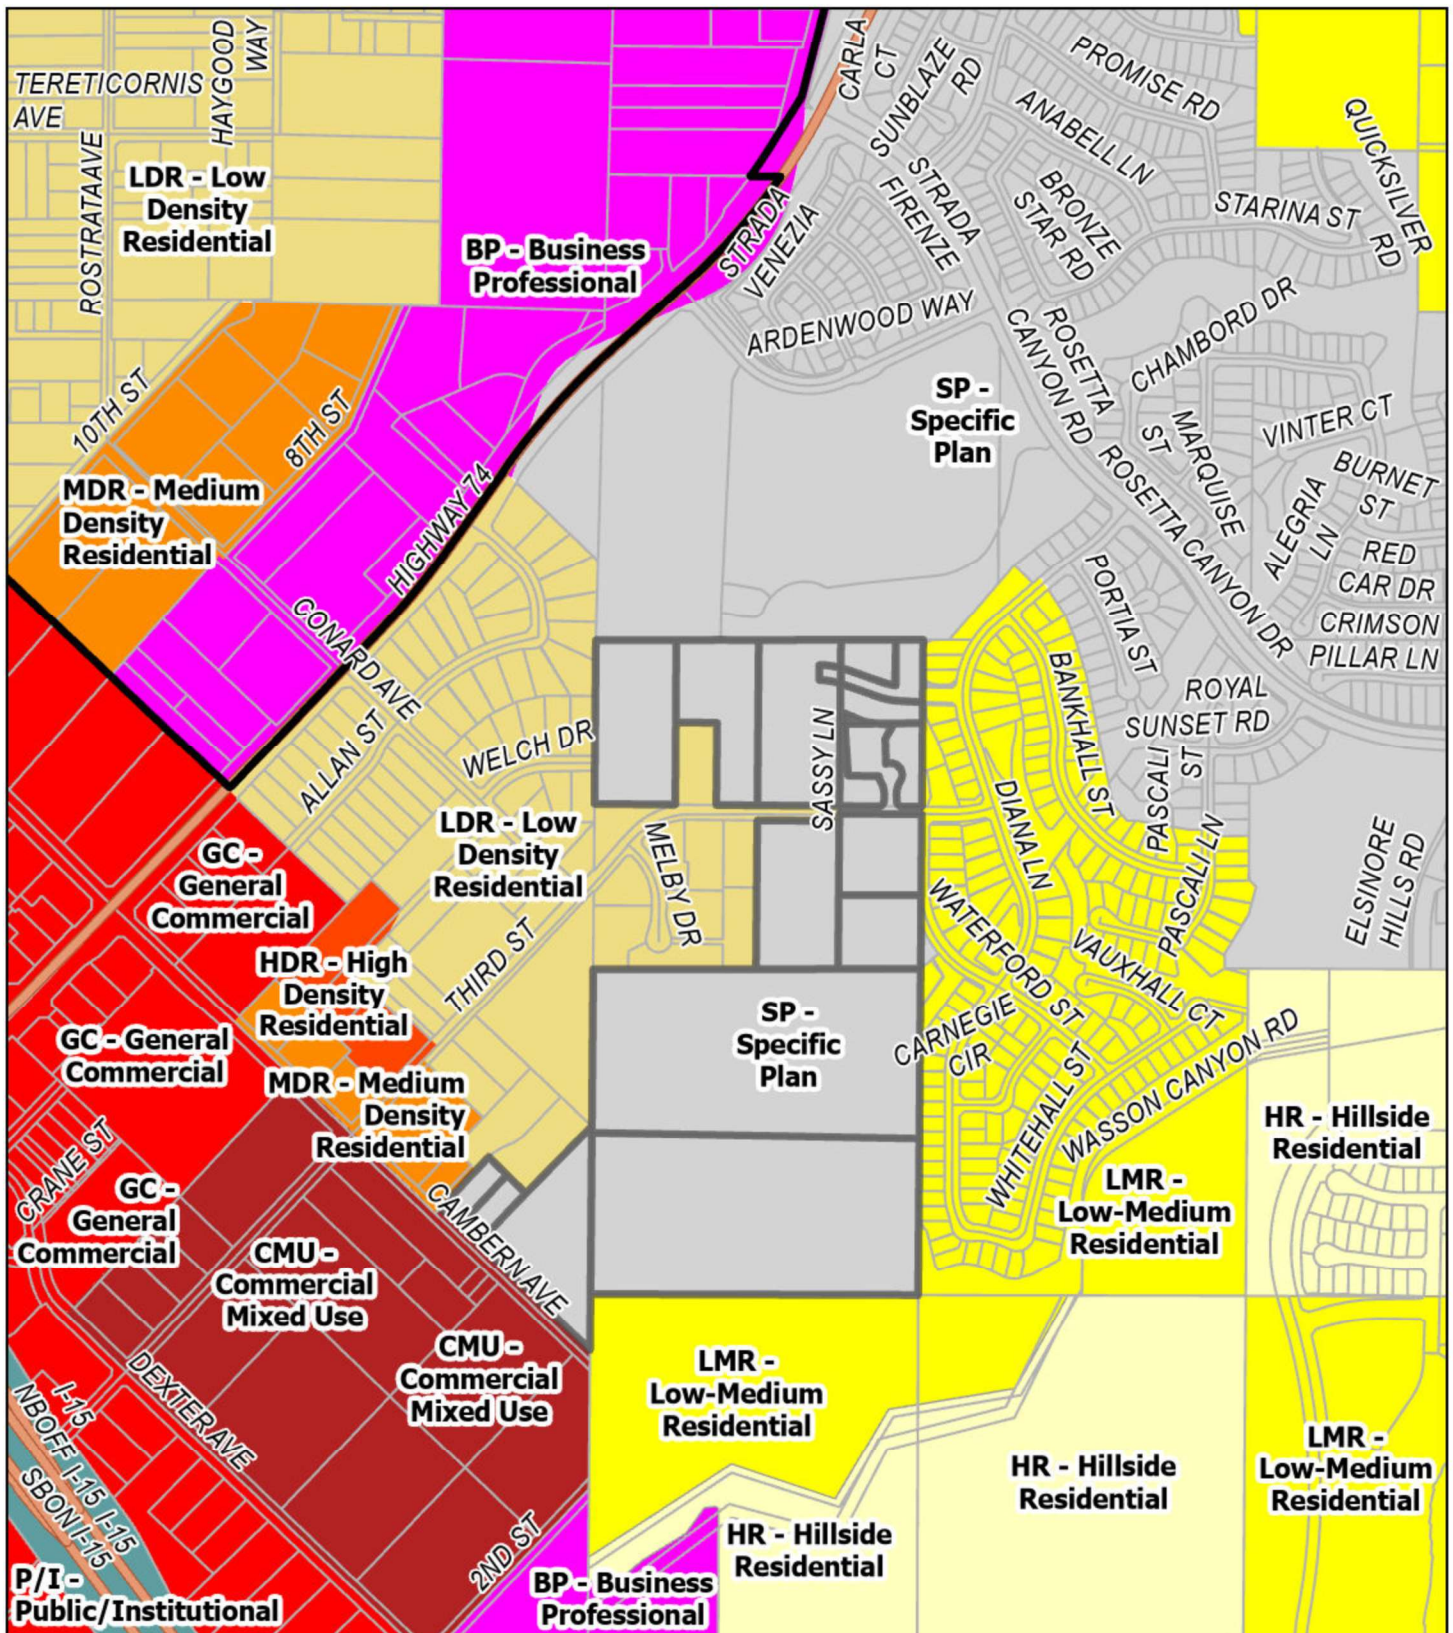 TERETICORNIS
AVE
HAYGOOD
WAY
ROSTRATAAVE
LDR - Low
Density
Residential
BP - Business
Professional
CARLA
CT
SUNBLAZE
RD
PROMISE RD
ANABELL LN
QUICKSILVER
RD
STRADA
VENEZIA
STRADA
FIRENZE
BRONZE
STAR RD
STARINA ST
ARDENWOOD WAY
CHAMBORD DR
ROSETTA
CANYON RD
10TH ST
8TH ST
SP -
Specific
Plan
MARQUISE
ST
VINTER CT
BURNET
ST
ALEGRIA
LN
RED
CAR DR
CRIMSON
PILLAR LN
ROSETTA CANYON DR
MDR - Medium
Density
Residential
HIGHWAY 74
CONARD AVE
ALLAN ST
WELCH DR
PORTIA ST
BANKHALL ST
ROYAL
SUNSET RD
PASCALI
ST
SASSY LN
DIANA LN
LDR - Low
Density
Residential
MELBY DR
THIRD ST
PASCALI LN
ELSINORE
HILLS RD
GC -
General
Commercial
WATERFORD ST
VAUXHALL CT
HDR - High
Density
Residential
SP -
Specific
Plan
CARNEGIE
CIR
WHITEHALL ST
WASSON CANYON RD
GC - General
Commercial
MDR - Medium
Density
Residential
HR - Hillside
Residential
CRANE ST
GC -
General
Commercial
CAMBERN AVE
LMR -
Low-Medium
Residential
CMU -
Commercial
Mixed Use
CMU -
Commercial
Mixed Use
LMR -
Low-Medium
Residential
DEXTER AVE
I-15
NBOFF I-15 I-15
SBON I-15
HR - Hillside
Residential
LMR -
Low-Medium
Residential
2ND ST
HR - Hillside
Residential
P/I -
Public/Institutional
BP - Business
Professional